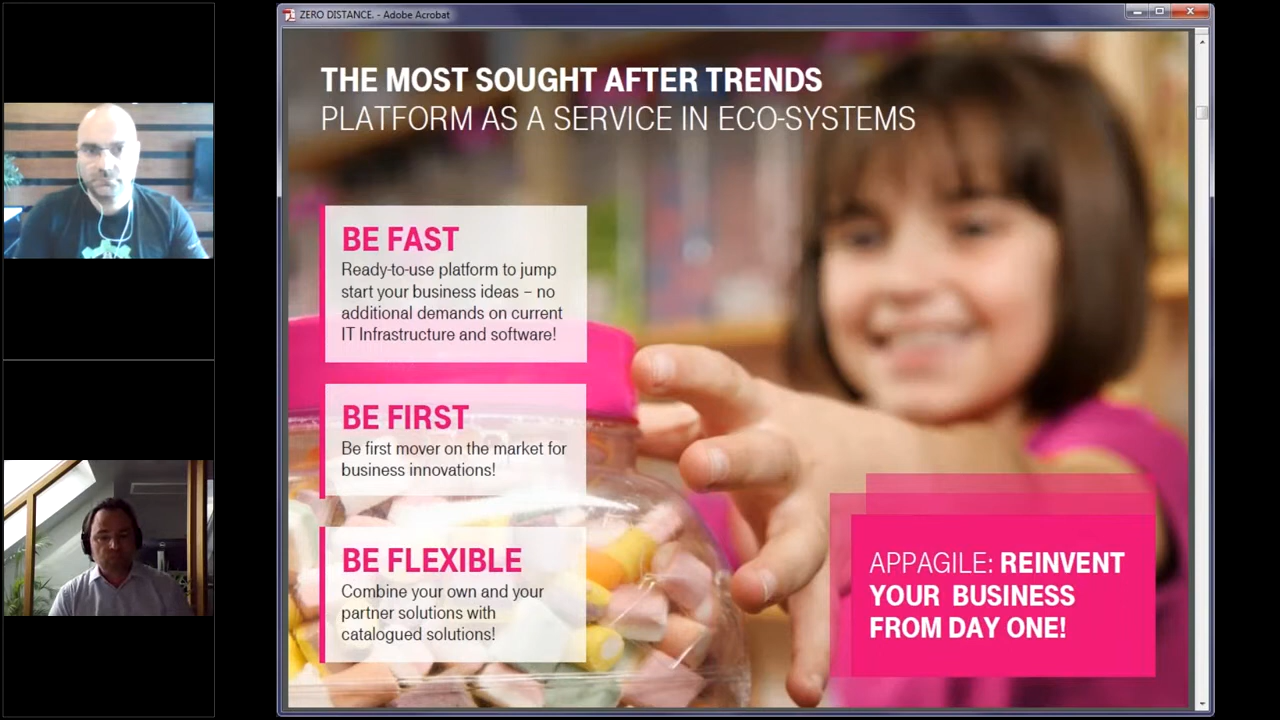 ZERO DISTANCE. - Adobe Acrobat
THE MOST SOUGHT AFTER TRENDS
PLATFORM AS A SERVICE IN ECO-SYSTEMS
BE FAST
Ready-to-use platform to jump
start your business ideas – no
additional demands on current
IT Infrastructure and software!
BE FIRST
Be first mover on the market for
business innovations!
BE FLEXIBLE
Combine your own and your
partner solutions with
catalogued solutions!
APPAGILE: REINVENT
YOUR BUSINESS
FROM DAY ONE!